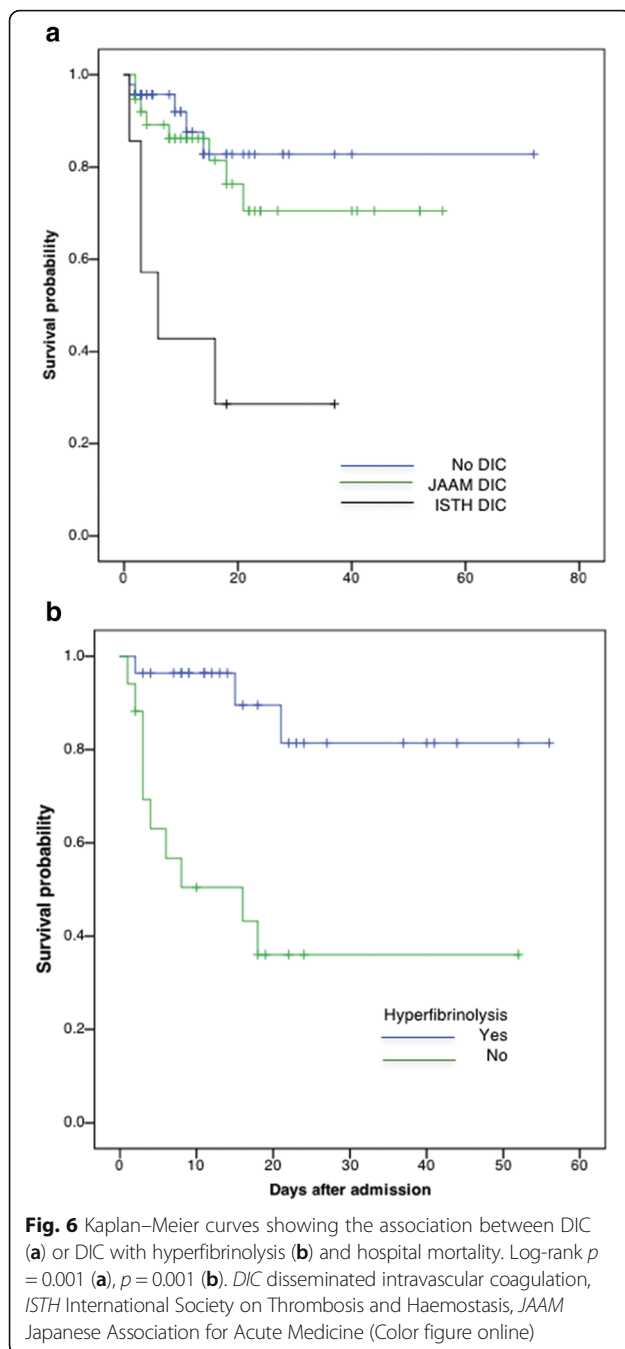 a
1.0
0.8
0.6
0.4
0.2
0.0
Survival probability
No DIC
JAAM DIC
ISTH DIC
0 20 40 60 80
b
1.0
0.8
0.6
0.4
0.2
0.0
Survival probability
Hyperfibrinolysis
Yes
No
0 10 20 30 40 50 60
Days after admission
Fig. 6 Kaplan–Meier curves showing the association between DIC
(a) or DIC with hyperfibrinolysis (b) and hospital mortality. Log-rank p
= 0.001 (a), p = 0.001 (b). DIC disseminated intravascular coagulation,
ISTH International Society on Thrombosis and Haemostasis, JAAM
Japanese Association for Acute Medicine (Color figure online)